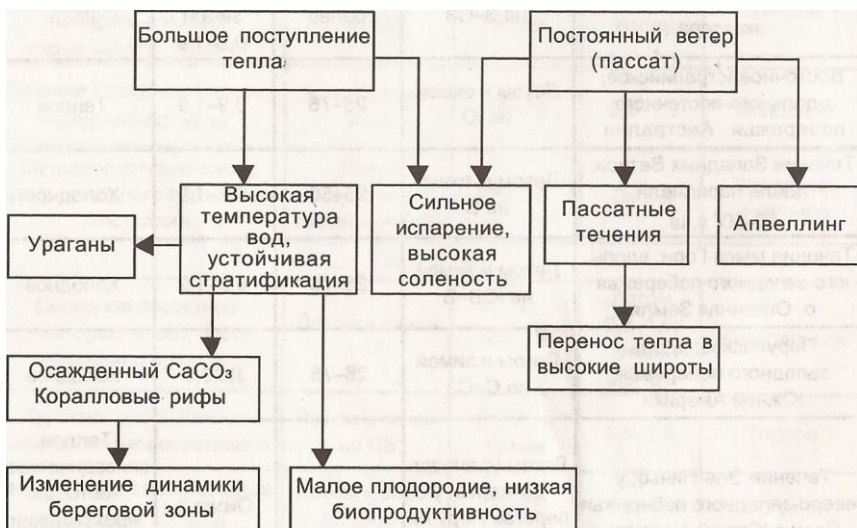 Большое поступление
тепла
Постоянный ветер
(пассат)
Ураганы
Высокая
температура
вод,
устойчивая
стратификация
Сильное
испарение,
высокая
соленость
Пассатные
течения
Апвеллинг
Перенос тепла в
высокие широты
Осажденный CaCO₃
Коралловые рифы
Изменение динамики
береговой зоны
Малое плодородие, низкая
биопродуктивность